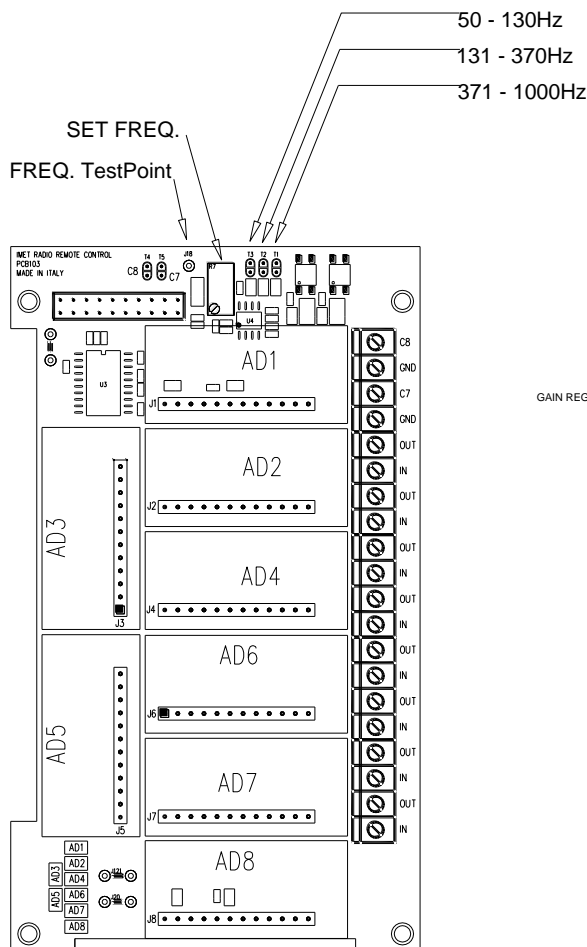 50 - 130Hz
131 - 370Hz
371 - 1000Hz
SET FREQ.
FREQ. TestPoint
IMET RADIO REMOTE CONTROL
PCB103
MADE IN ITALY
T4 T5
C8 C7
J18
R7
T3 T2 T1
U4
U3
AD1
J1
AD2
J2
AD3
J3
AD4
J4
AD6
J6
AD5
J5
AD7
J7
AD8
J8
C8
GND
C7
GND
OUT
IN
OUT
IN
OUT
IN
OUT
IN
OUT
IN
OUT
IN
OUT
IN
OUT
IN
GAIN REG
AD1
AD2
AD3
AD4
AD5
AD6
AD7
AD8
J21
J20